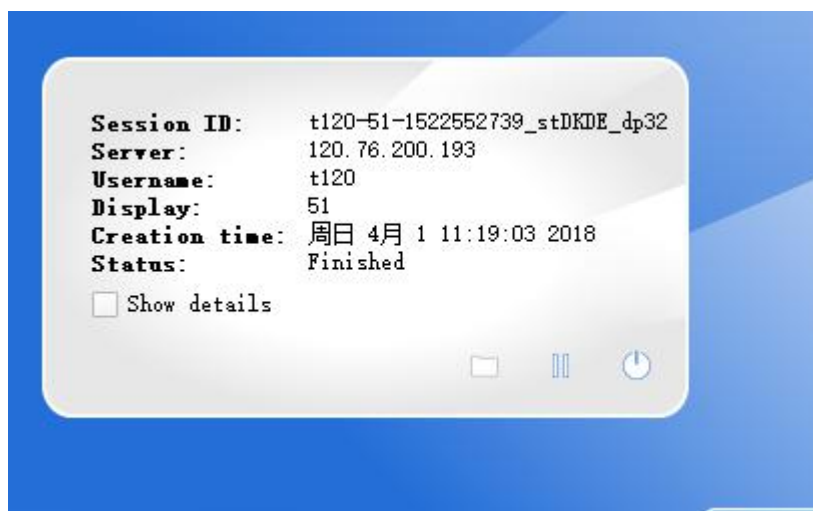 Session ID: t120-51-1522552739_stDKDE_dp32
Server: 120.76.200.193
Username: t120
Display: 51
Creation time: 周日 4月 1 11:19:03 2018
Status: Finished
Show details